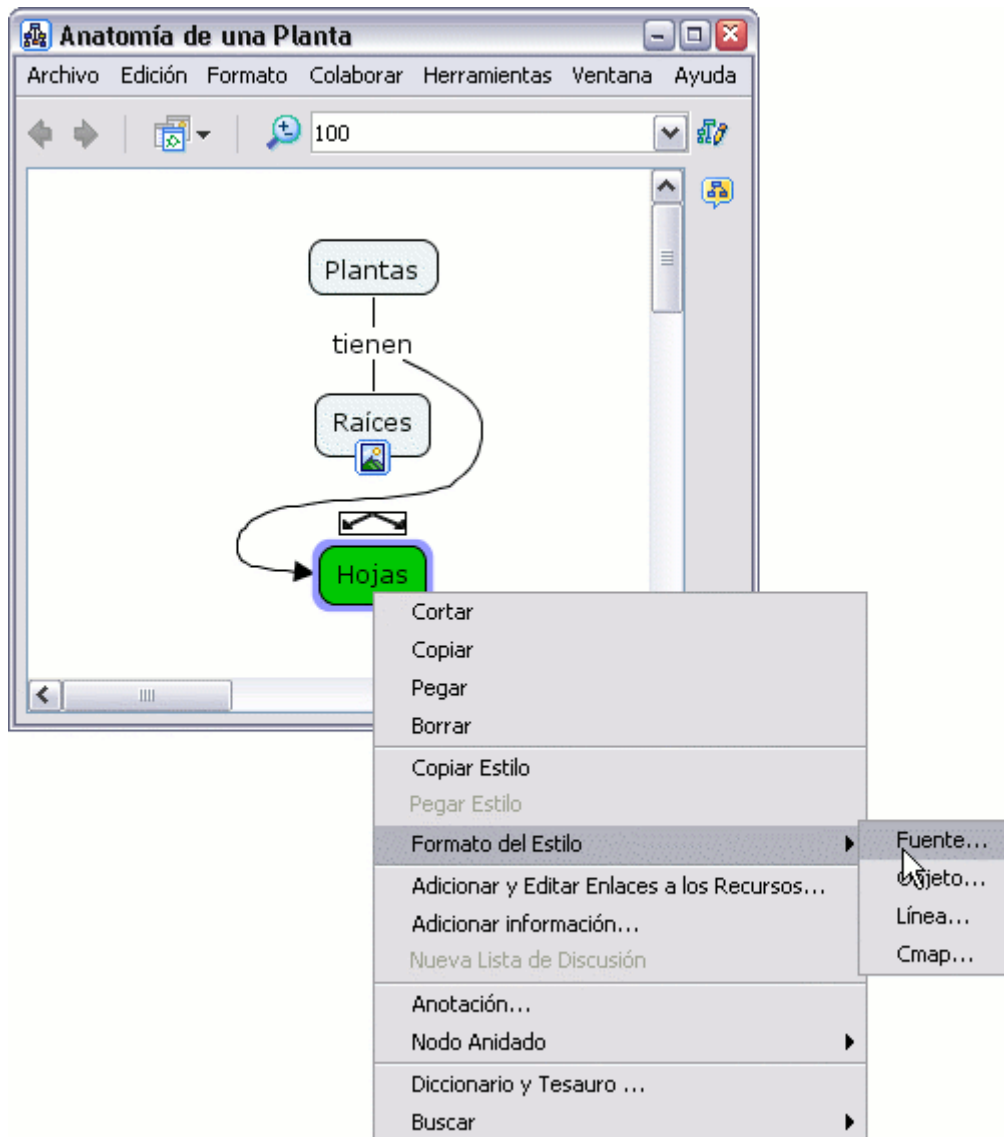 Anatomía de una Planta
Archivo Edición Formato Colaborar Herramientas Ventana Ayuda
100
Plantas
tienen
Raíces
Hojas
Cortar
Copiar
Pegar
Borrar
Copiar Estilo
Pegar Estilo
Formato del Estilo
Fuente...
Objeto...
Línea...
Cmap...
Adicionar y Editar Enlaces a los Recursos...
Adicionar información...
Nueva Lista de Discusión
Anotación...
Nodo Anidado
Diccionario y Tesauro ...
Buscar